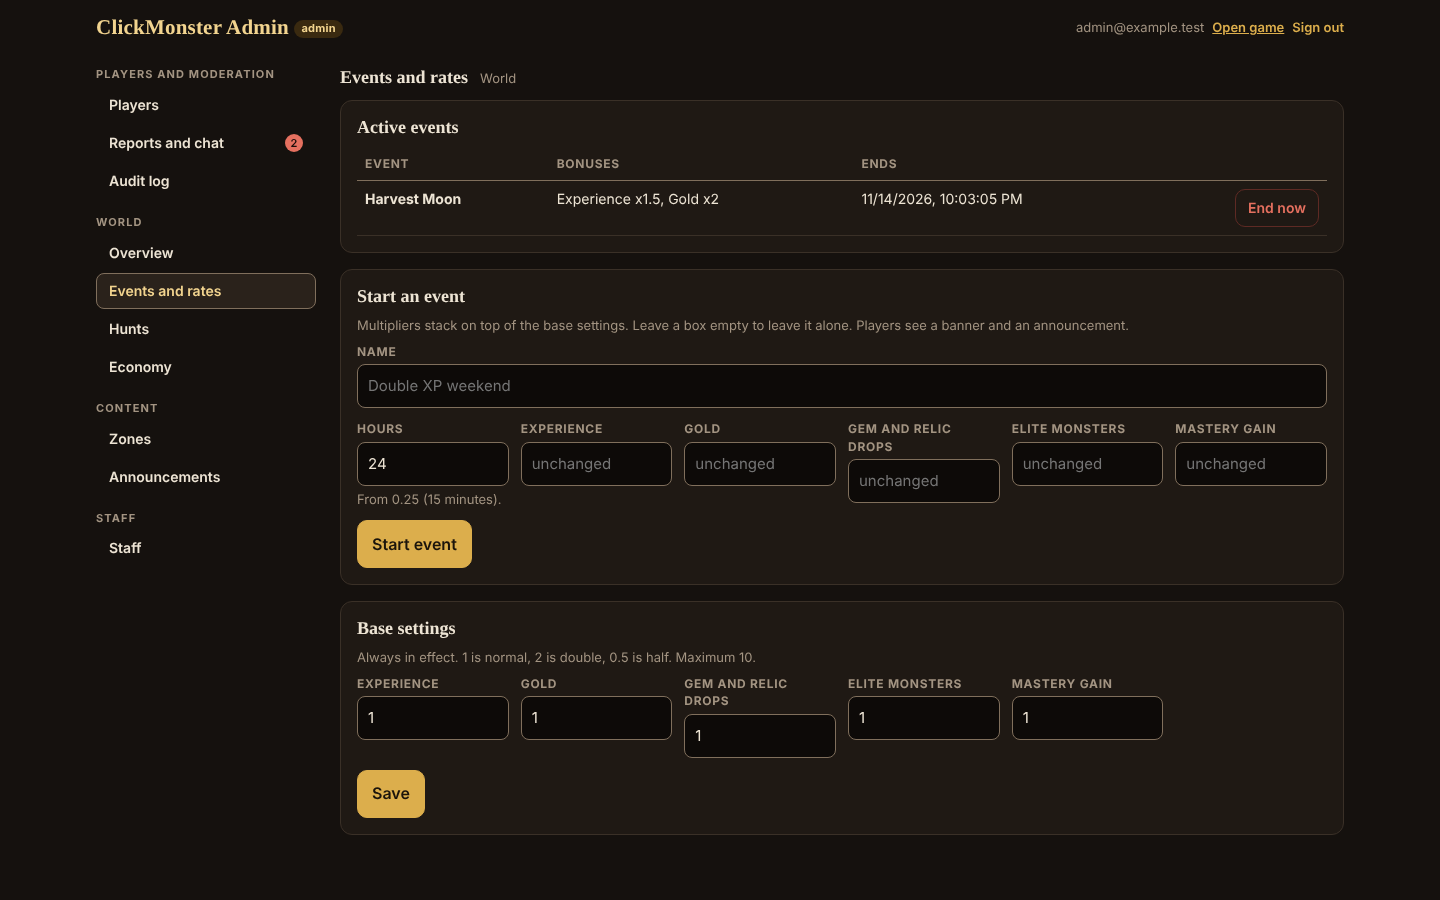 ClickMonster Admin admin
admin@example.test Open game Sign out
PLAYERS AND MODERATION
Players
Reports and chat 2
Audit log
WORLD
Overview
Events and rates
Hunts
Economy
CONTENT
Zones
Announcements
STAFF
Staff
Events and rates World
Active events
EVENT BONUSES ENDS
Harvest Moon Experience x1.5, Gold x2 11/14/2026, 10:03:05 PM End now
Start an event
Multipliers stack on top of the base settings. Leave a box empty to leave it alone. Players see a banner and an announcement.
NAME
Double XP weekend
HOURS EXPERIENCE GOLD GEM AND RELIC DROPS ELITE MONSTERS MASTERY GAIN
24 unchanged unchanged unchanged unchanged unchanged
From 0.25 (15 minutes).
Start event
Base settings
Always in effect. 1 is normal, 2 is double, 0.5 is half. Maximum 10.
EXPERIENCE GOLD GEM AND RELIC DROPS ELITE MONSTERS MASTERY GAIN
1 1 1 1 1
Save